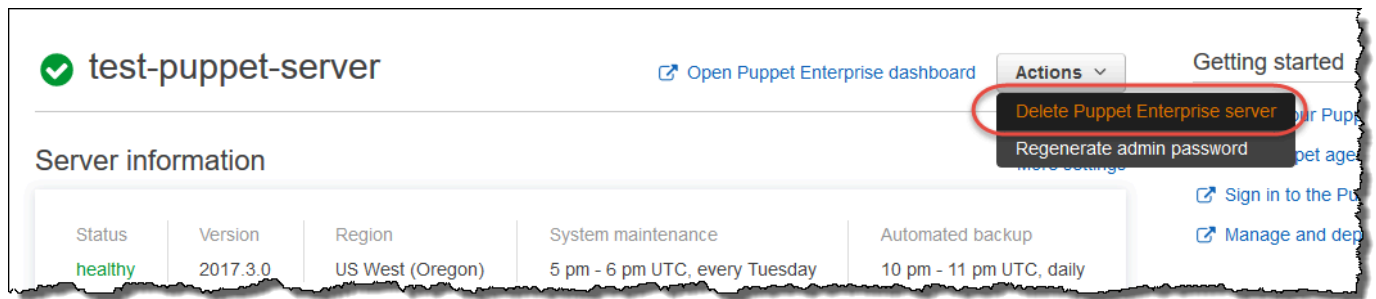 test-puppet-server
Open Puppet Enterprise dashboard
Actions
Delete Puppet Enterprise server
Regenerate admin password
Server information
Status
Version
Region
System maintenance
Automated backup
healthy
2017.3.0
US West (Oregon)
5 pm - 6 pm UTC, every Tuesday
10 pm - 11 pm UTC, daily
Getting started
Sign in to the
Manage and